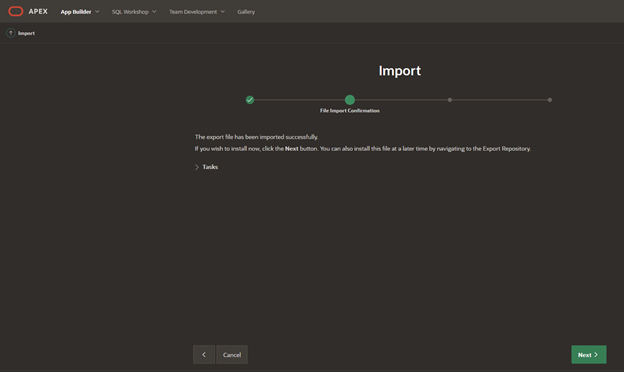 APEX App Builder SQL Workshop Team Development Gallery
Import
Import
File Import Confirmation
The export file has been imported successfully.
If you wish to install now, click the Next button. You can also install this file at a later time by navigating to the Export Repository.
Tasks
Cancel Next